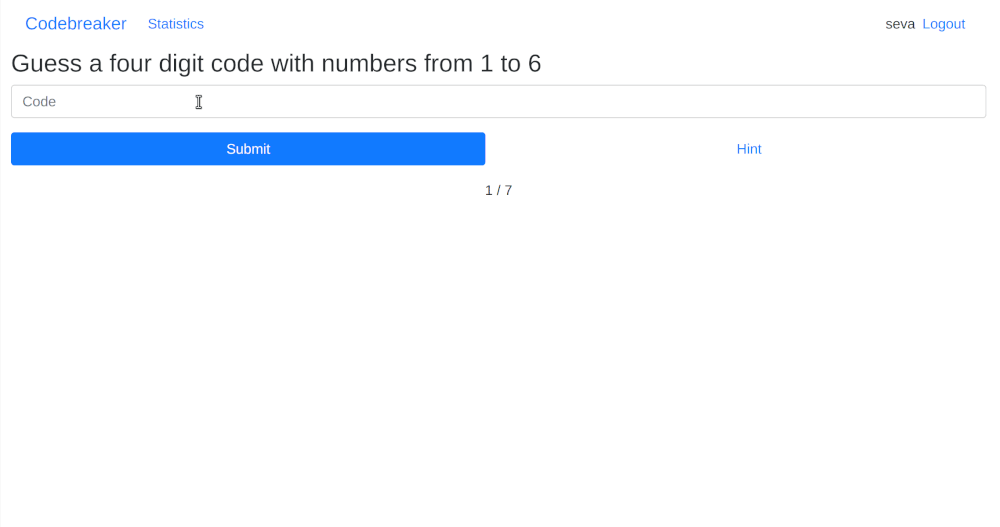 Codebreaker Statistics seva Logout
Guess a four digit code with numbers from 1 to 6
Code
Submit Hint
1 / 7